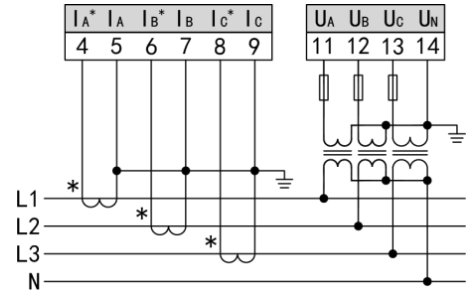 IA* IA IB* IB IC* IC UA UB UC UN
4 5 6 7 8 9 11 12 13 14
*
L1
*
L2
*
L3
N